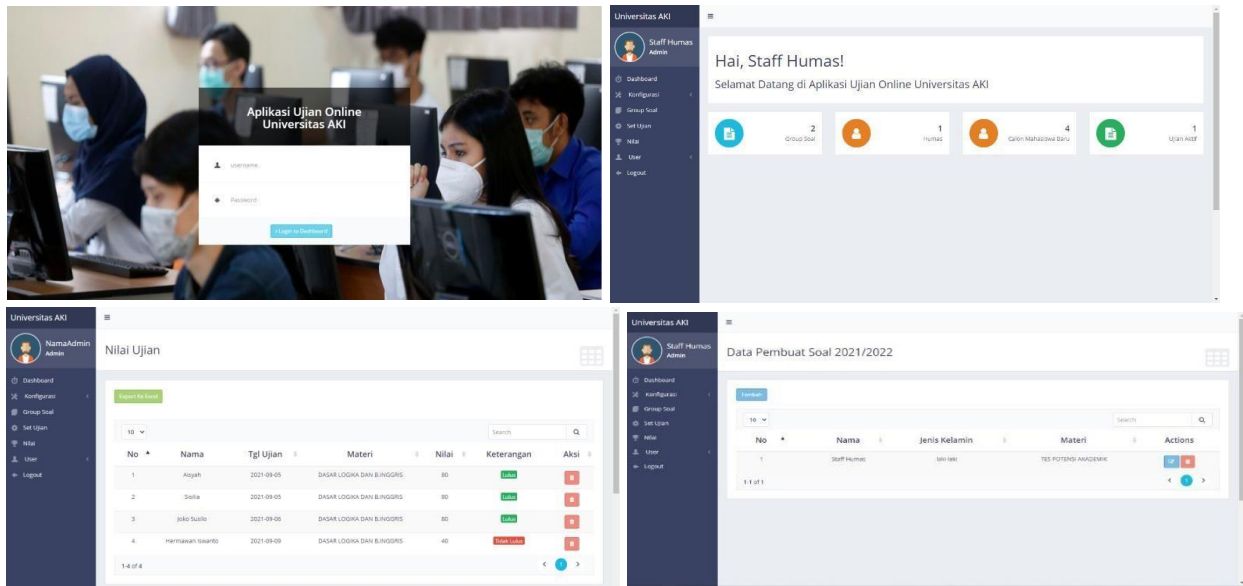 Aplikasi Ujian Online
Universitas AKI
username
Password
Login to Dashboard
Universitas AKI
Staff Humas
Admin
Dashboard
Konfigurasi
Group Soal
Set Ujian
Nilai
User
Logout
Hai, Staff Humas!
Selamat Datang di Aplikasi Ujian Online Universitas AKI
2
Group Soal
1
Humas
4
Calon Mahasiswa Baru
1
Ujian Aktif
Universitas AKI
NamaAdmin
Admin
Dashboard
Konfigurasi
Group Soal
Set Ujian
Nilai
User
Logout
Nilai Ujian
Export Ke Excel
10 Search
No Nama Tgl Ujian Materi Nilai Keterangan Aksi
1 Aisyah 2021-09-05 DASAR LOGIKA DAN B.INGGRIS 80 Lulus
2 2021-09-05 DASAR LOGIKA DAN B.INGGRIS 80 Lulus
3 Joko Susilo 2021-09-06 DASAR LOGIKA DAN B.INGGRIS 80 Lulus
4. Hermawan Iswanto 2021-09-09 DASAR LOGIKA DAN B.INGGRIS 40 Tidak Lulus
1-4 of 4 1
Universitas AKI
Staff Humas
Admin
Dashboard
Konfigurasi
Group Soal
Set Ujian
Nilai
User
Logout
Data Pembuat Soal 2021/2022
Tambah
10 Search
No Nama Jenis Kelamin Materi Actions
1 Staff Humas laki-laki TES POTENSI AKADEMIK
1-1 of 1 1